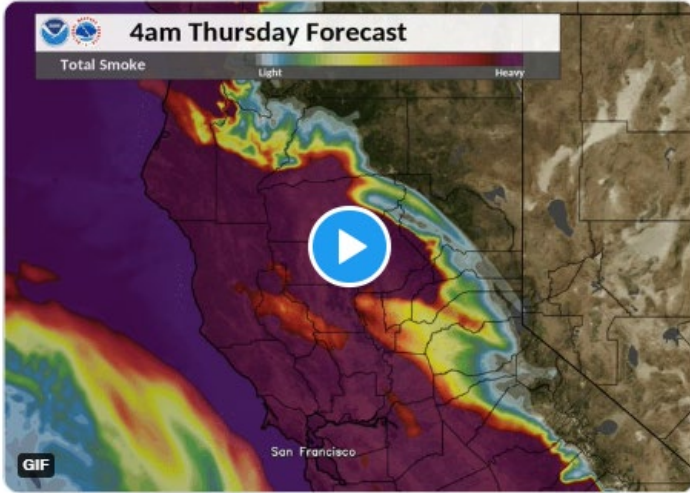 4am Thursday Forecast
Total Smoke
Light
Heavy
San Francisco
GIF